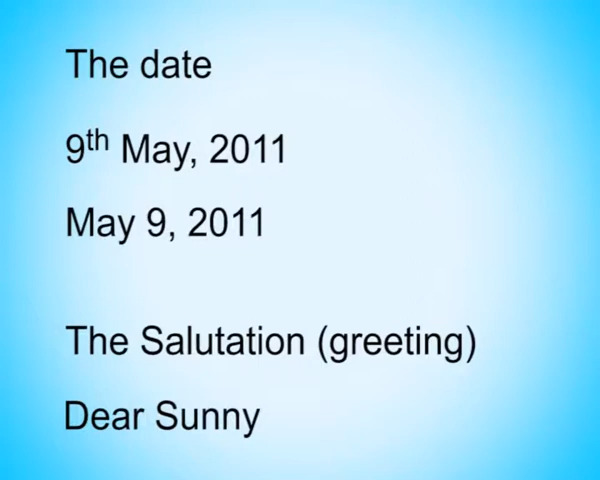 The date
9th May, 2011
May 9, 2011
The Salutation (greeting)
Dear Sunny